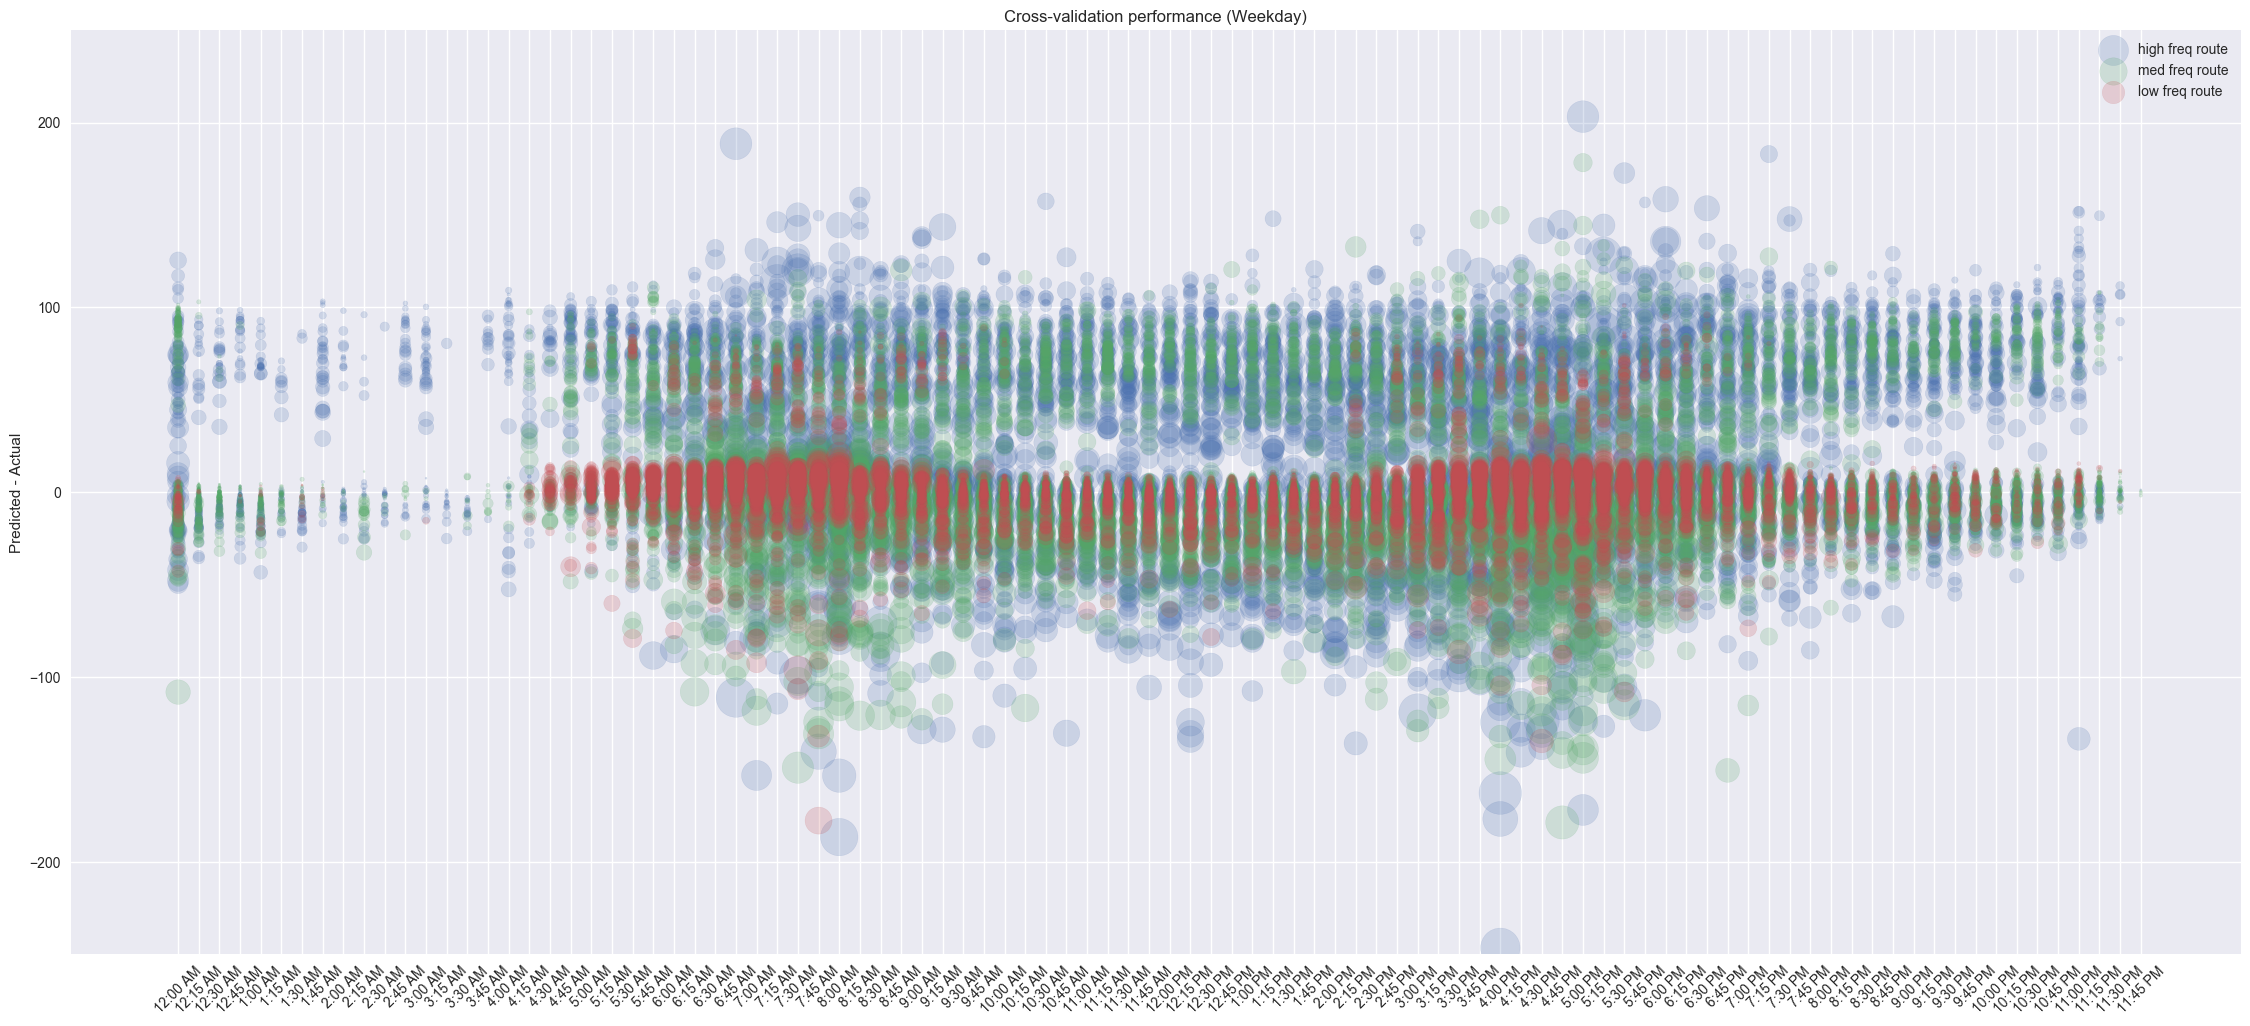 Cross-validation performance (Weekday)
high freq route
med freq route
low freq route
200
100
0
−100
−200
Predicted - Actual
12:00 AM
12:15 AM
12:30 AM
12:45 AM
1:00 AM
1:15 AM
1:30 AM
1:45 AM
2:00 AM
2:15 AM
2:30 AM
2:45 AM
3:00 AM
3:15 AM
3:30 AM
3:45 AM
4:00 AM
4:15 AM
4:30 AM
4:45 AM
5:00 AM
5:15 AM
5:30 AM
5:45 AM
6:00 AM
6:15 AM
6:30 AM
6:45 AM
7:00 AM
7:15 AM
7:30 AM
7:45 AM
8:00 AM
8:15 AM
8:30 AM
8:45 AM
9:00 AM
9:15 AM
9:30 AM
9:45 AM
10:00 AM
10:15 AM
10:30 AM
10:45 AM
11:00 AM
11:15 AM
11:30 AM
11:45 AM
12:00 PM
12:15 PM
12:30 PM
12:45 PM
1:00 PM
1:15 PM
1:30 PM
1:45 PM
2:00 PM
2:15 PM
2:30 PM
2:45 PM
3:00 PM
3:15 PM
3:30 PM
3:45 PM
4:00 PM
4:15 PM
4:30 PM
4:45 PM
5:00 PM
5:15 PM
5:30 PM
5:45 PM
6:00 PM
6:15 PM
6:30 PM
6:45 PM
7:00 PM
7:15 PM
7:30 PM
7:45 PM
8:00 PM
8:15 PM
8:30 PM
8:45 PM
9:00 PM
9:15 PM
9:30 PM
9:45 PM
10:00 PM
10:15 PM
10:30 PM
10:45 PM
11:00 PM
11:15 PM
11:30 PM
11:45 PM